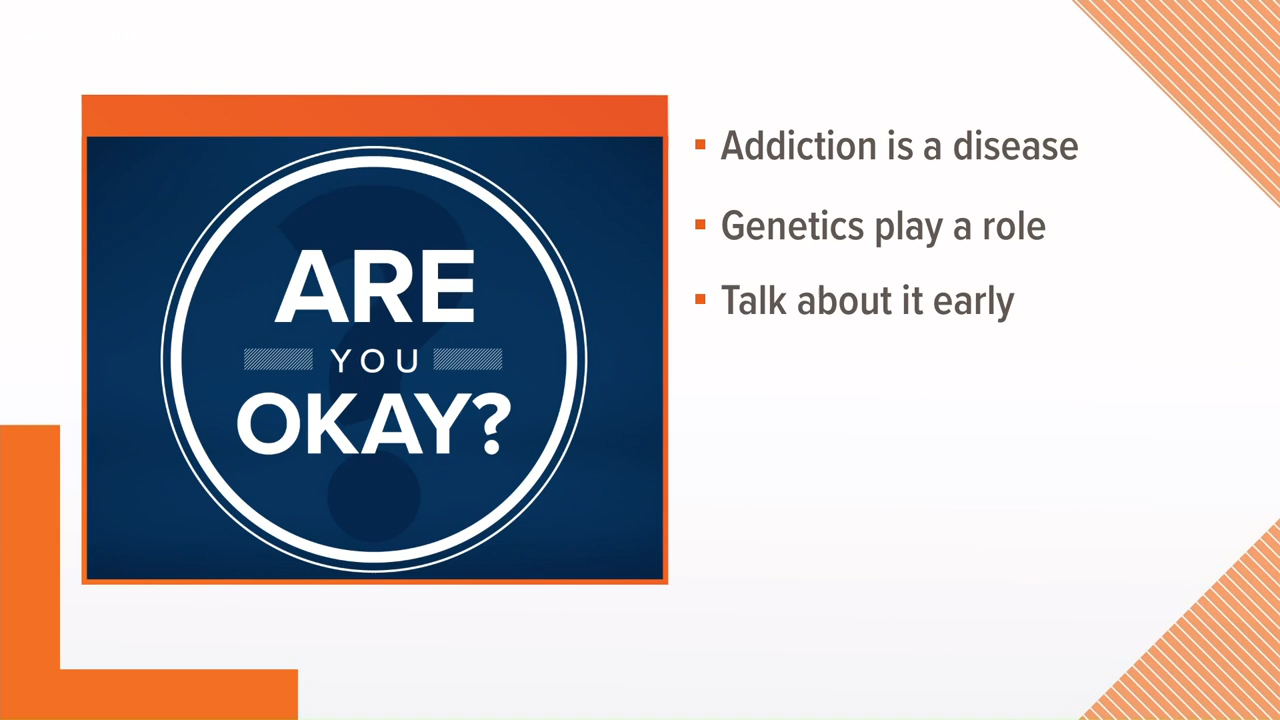 ARE
YOU
OKAY?
Addiction is a disease
Genetics play a role
Talk about it early